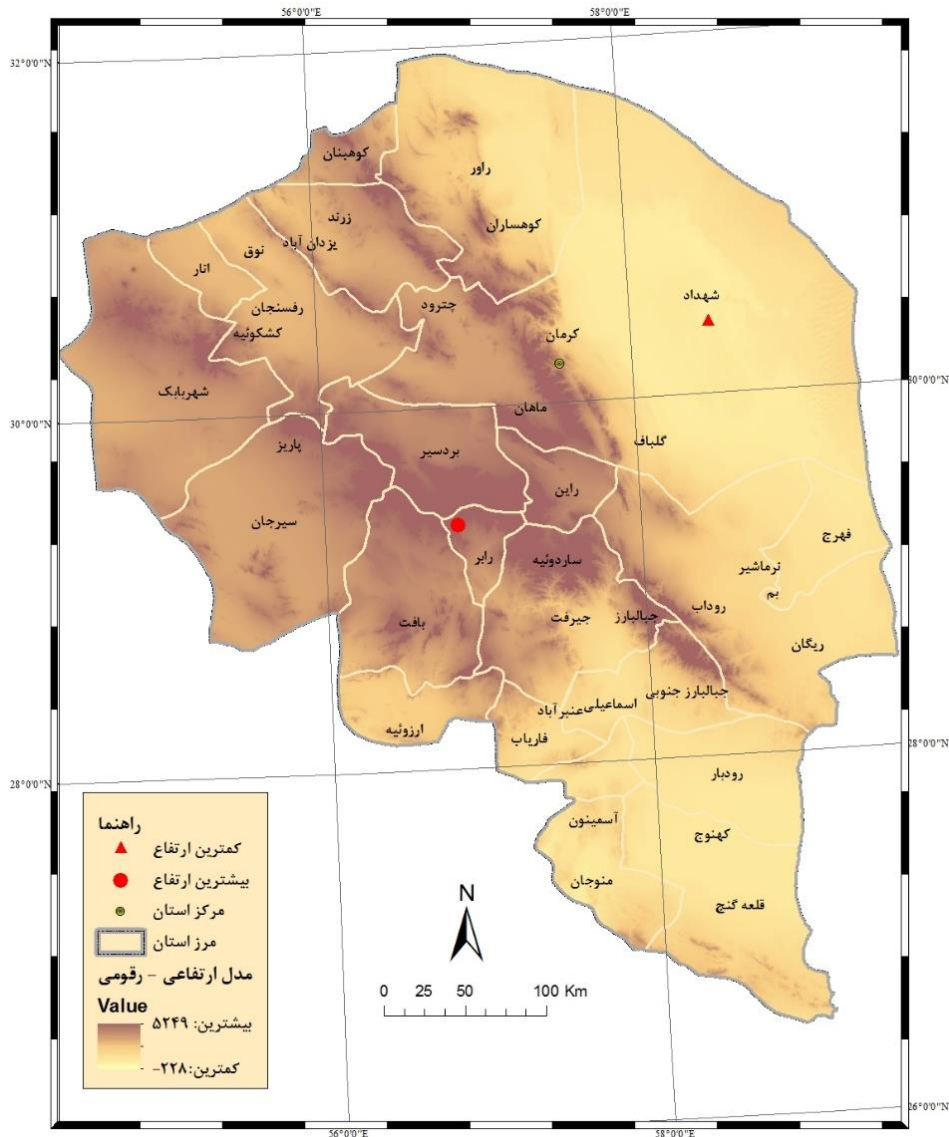 56°0'0"E 58°0'0"E
32°0'0"N
30°0'0"N
30°0'0"N
28°0'0"N
28°0'0"N
26°0'0"N
56°0'0"E 58°0'0"E
کوهبنان
راور
زرند
کوهساران
یزدان آباد
نوق
انار
شهداد
چترود
رفسنجان
کشکوئیه
کرمان
شهربابک
ماهان
گلباف
پاریز
بردسیر
راین
سیرجان
فهرج
رابر
ساردوئیه
نرماشیر
بم
روداب
بافت
جیرفت
جبالبارز
ریگان
جبالبارز جنوبی
اسماعیلی
عنبرآباد
ارزوئیه
فاریاب
رودبار
آسمینون
کهنوج
منوجان
قلعه گنج
راهنما
کمترین ارتفاع
بیشترین ارتفاع
مرکز استان
مرز استان
مدل ارتفاعی - رقومی
Value
بیشترین: ۵۲۴۹
کمترین: ۲۲۸-
N
0 25 50 100 Km